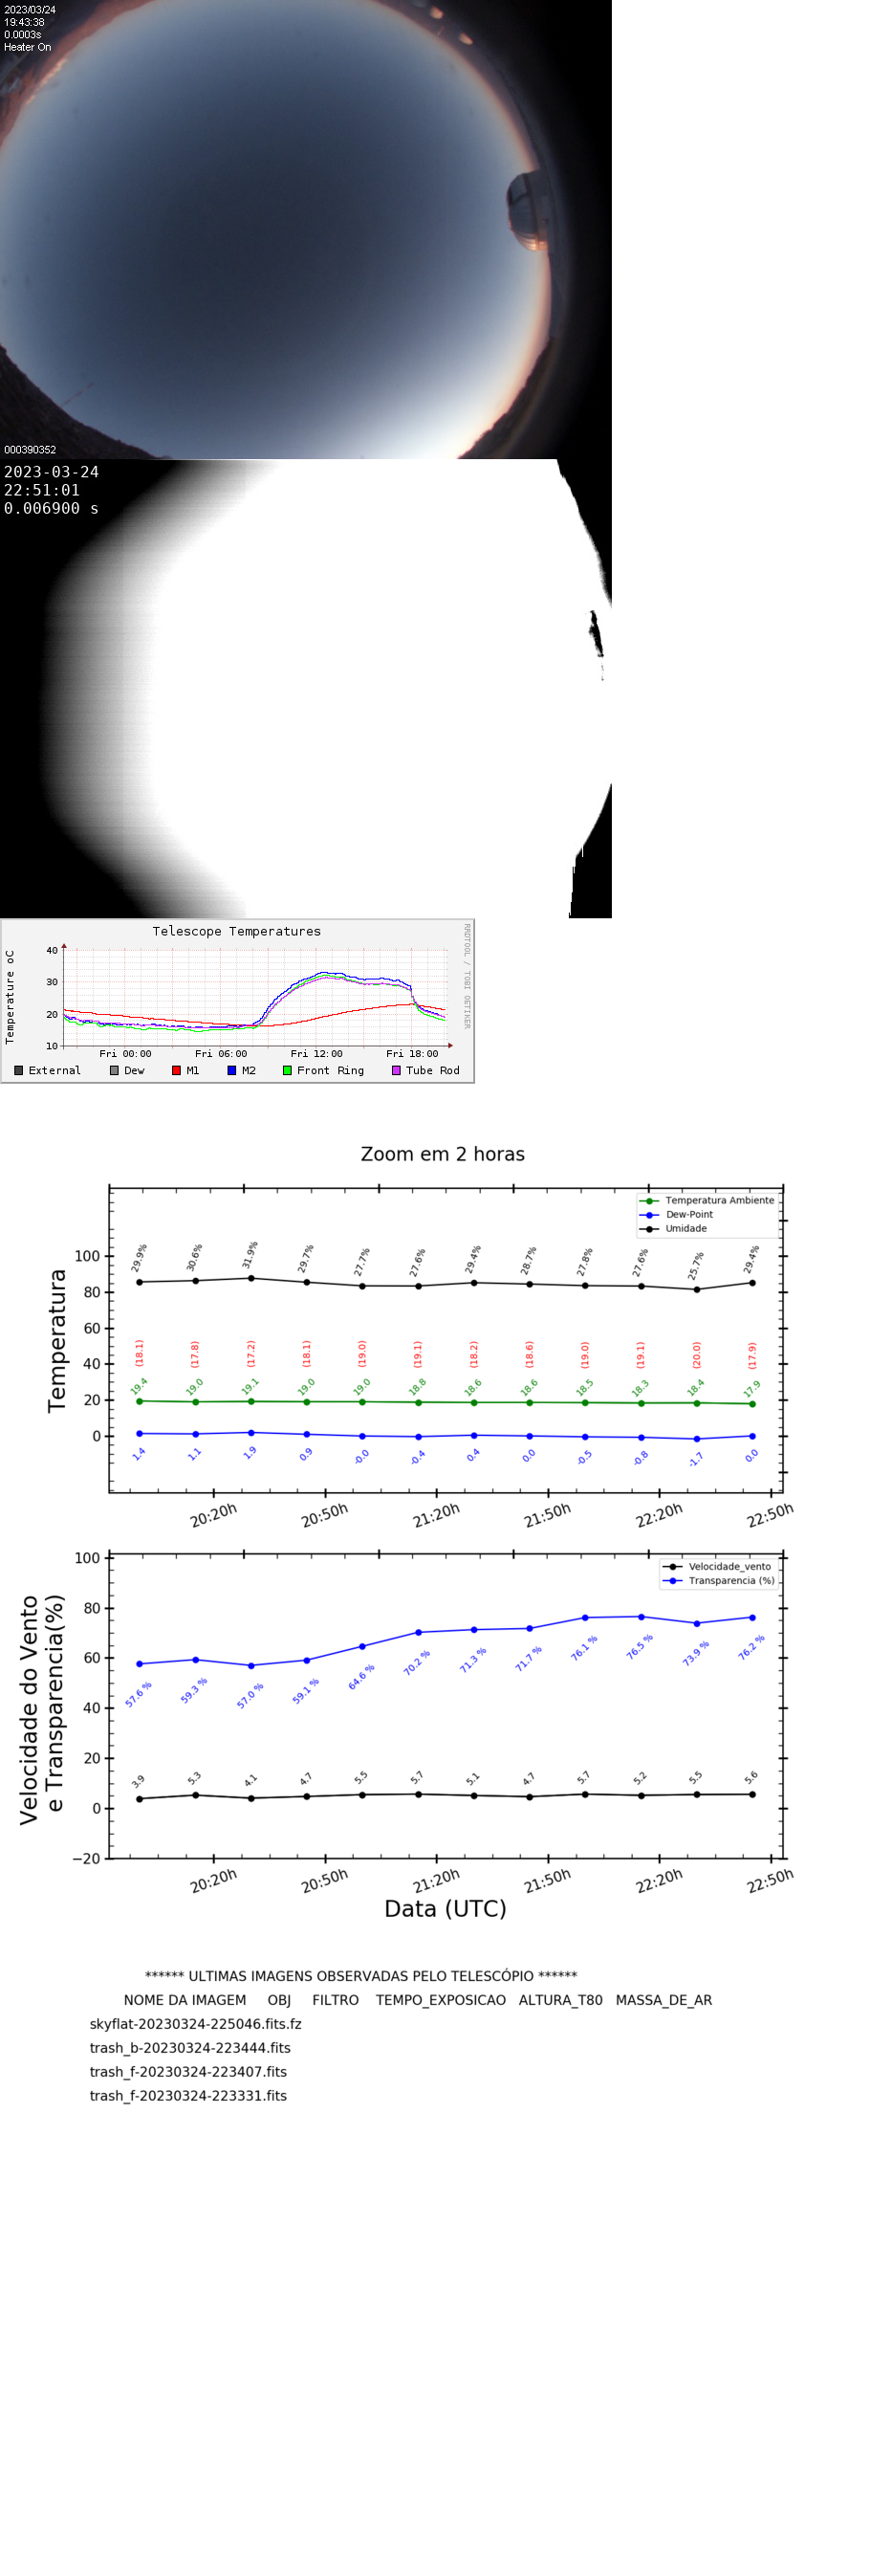 2023/03/24
19:43:38
0.0003s
Heater On
000390352
2023-03-24
22:51:01
0.006900 s
Telescope Temperatures
RRDTOOL / TOBI OETIKER
Temperature oC
40
30
20
10
Fri 00:00 Fri 06:00 Fri 12:00 Fri 18:00
External Dew M1 M2 Front Ring Tube Rod
Zoom em 2 horas
Temperatura Ambiente
Dew-Point
Umidade
Temperatura
100
80
60
40
20
0
29.9% 30.6% 31.9% 29.7% 27.7% 27.6% 29.4% 28.7% 27.8% 27.6% 25.7% 29.4%
(18.1) (17.8) (17.2) (18.1) (19.0) (19.1) (18.2) (18.6) (19.0) (19.1) (20.0) (17.9)
19.4 19.0 19.1 19.0 19.0 18.8 18.6 18.6 18.5 18.3 18.4 17.9
1.4 1.1 1.9 0.9 -0.0 -0.4 0.4 0.0 -0.5 -0.8 -1.7 0.0
20:20h 20:50h 21:20h 21:50h 22:20h 22:50h
Velocidade_vento
Transparencia (%)
Velocidade do Vento
e Transparencia(%)
100
80
60
40
20
0
−20
57.6 % 59.3 % 57.0 % 59.1 % 64.6 % 70.2 % 71.3 % 71.7 % 76.1 % 76.5 % 73.9 % 76.2 %
3.9 5.3 4.1 4.7 5.5 5.7 5.1 4.7 5.7 5.2 5.5 5.6
20:20h 20:50h 21:20h 21:50h 22:20h 22:50h
Data (UTC)
****** ULTIMAS IMAGENS OBSERVADAS PELO TELESCÓPIO ******
NOME DA IMAGEM OBJ FILTRO TEMPO_EXPOSICAO ALTURA_T80 MASSA_DE_AR
skyflat-20230324-225046.fits.fz
trash_b-20230324-223444.fits
trash_f-20230324-223407.fits
trash_f-20230324-223331.fits